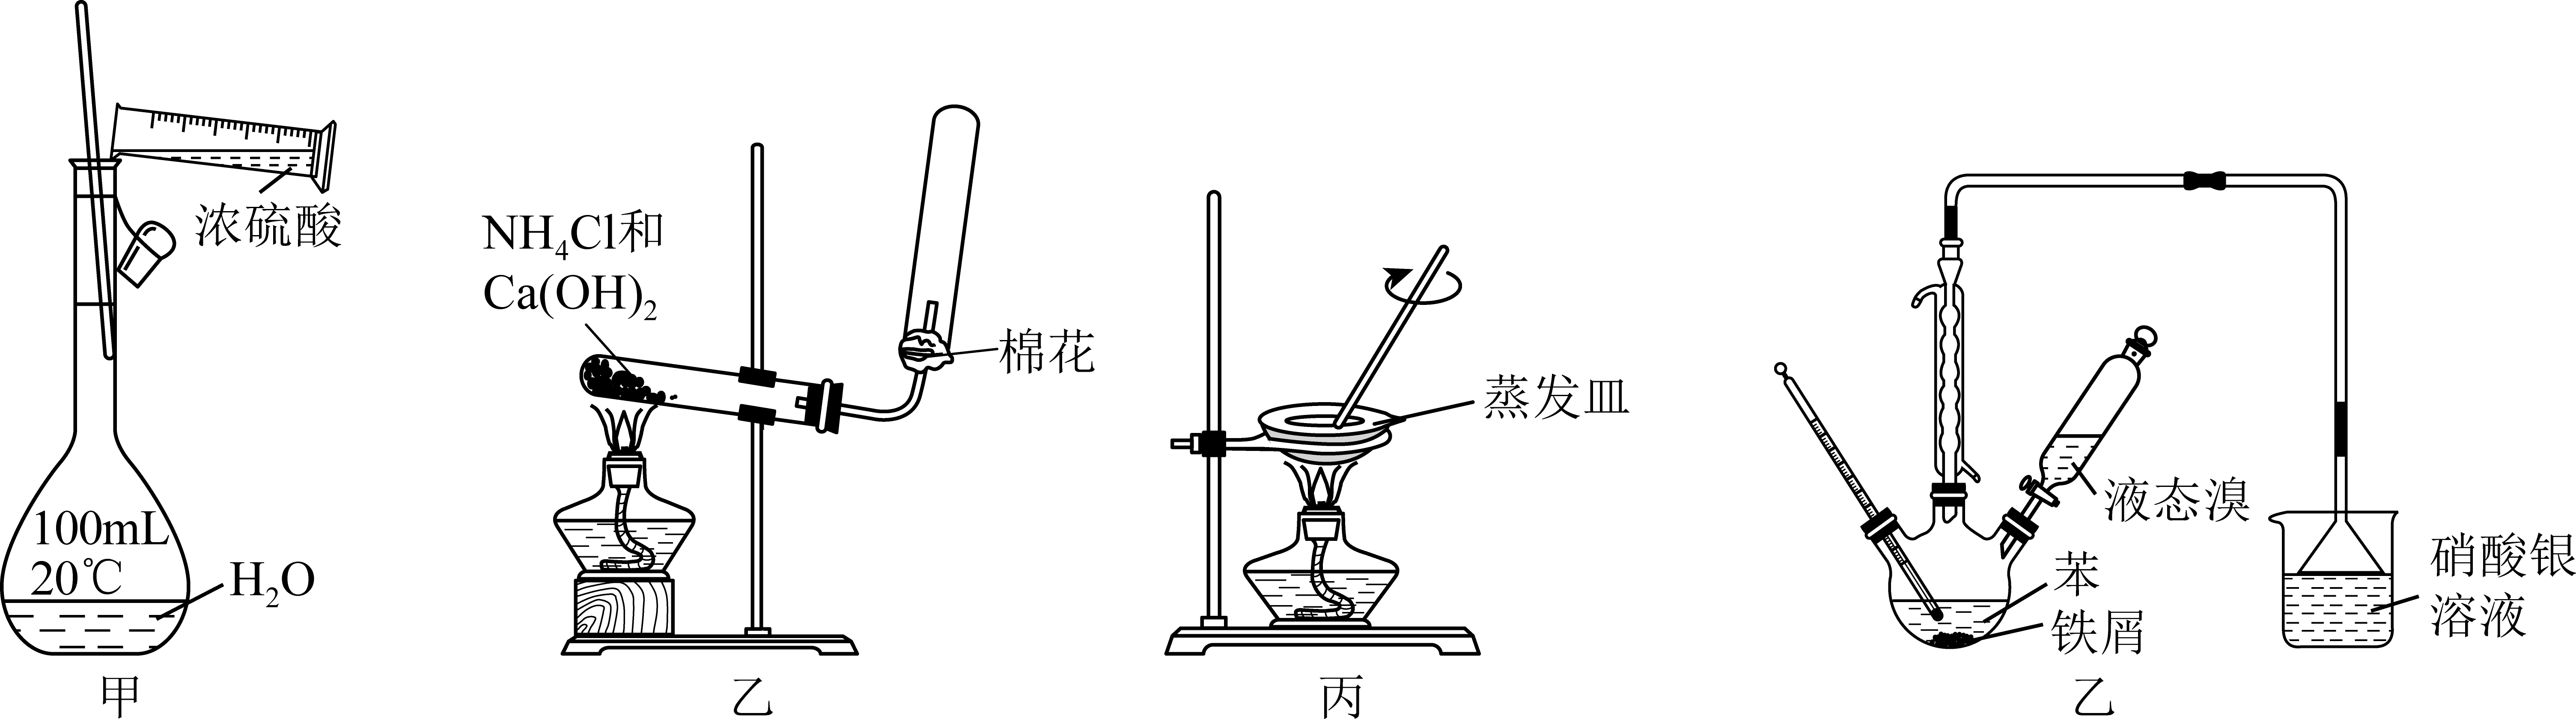 浓硫酸
100mL
20℃
H₂O
甲
NH₄Cl和
Ca(OH)₂
棉花
乙
蒸发皿
丙
液态溴
苯
铁屑
硝酸银
溶液
乙